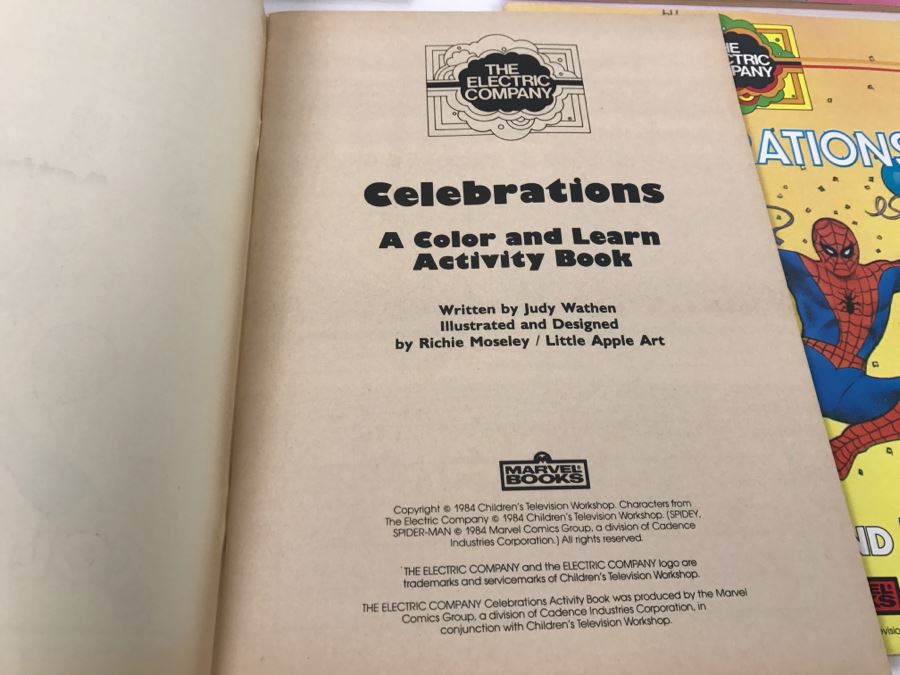 THE
ELECTRIC
COMPANY
Celebrations
A Color and Learn
Activity Book
Written by Judy Wathen
Illustrated and Designed
by Richie Moseley / Little Apple Art
MARVEL
BOOKS
Copyright © 1984 Children's Television Workshop. Characters from
The Electric Company © 1984 Children's Television Workshop. (SPIDEY,
SPIDER-MAN © 1984 Marvel Comics Group, a division of Cadence
Industries Corporation.) All rights reserved.
THE ELECTRIC COMPANY and the ELECTRIC COMPANY logo are
trademarks and servicemarks of Children's Television Workshop.
THE ELECTRIC COMPANY Celebrations Activity Book was produced by the Marvel
Comics Group, a division of Cadence Industries Corporation, in
conjunction with Children's Television Workshop.
HE
CTRIC
PANY
ATIONS
ND